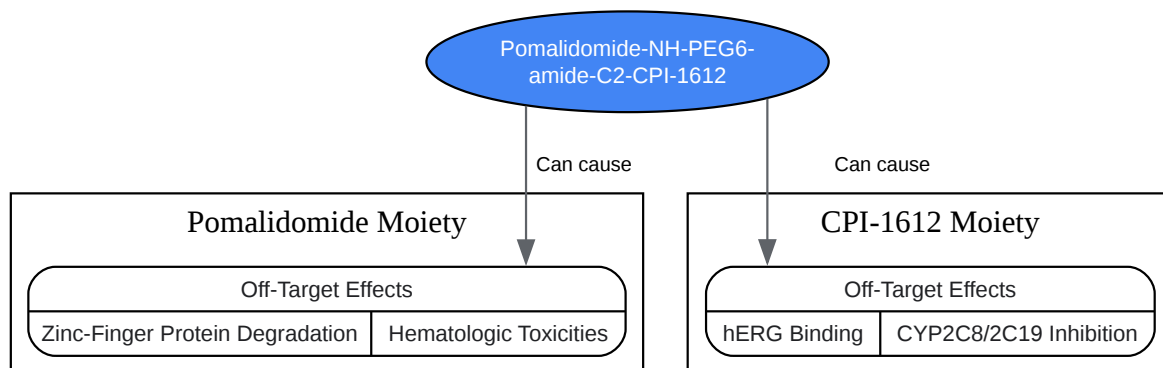 Pomalidomide-NH-PEG6-
amide-C2-CPI-1612
Can cause
Can cause
Pomalidomide Moiety
Off-Target Effects
Zinc-Finger Protein Degradation
Hematologic Toxicities
CPI-1612 Moiety
Off-Target Effects
hERG Binding
CYP2C8/2C19 Inhibition